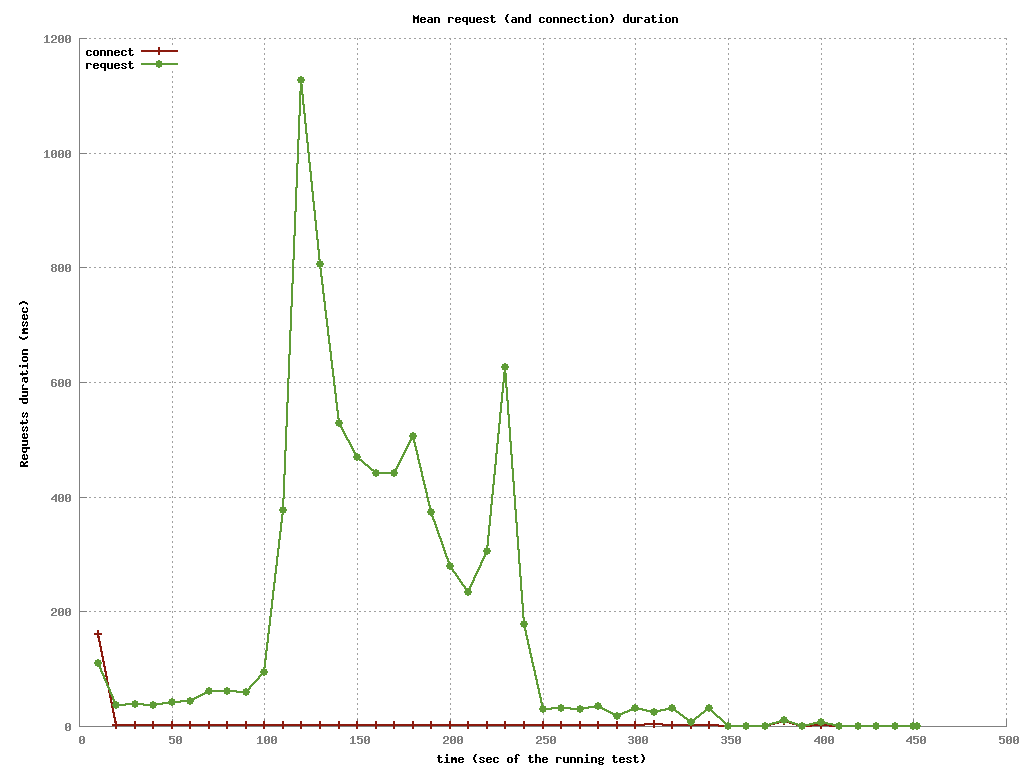 Mean request (and connection) duration
1200
connect
request
1000
800
600
400
200
0
Requests duration (msec)
0 50 100 150 200 250 300 350 400 450 500
time (sec of the running test)